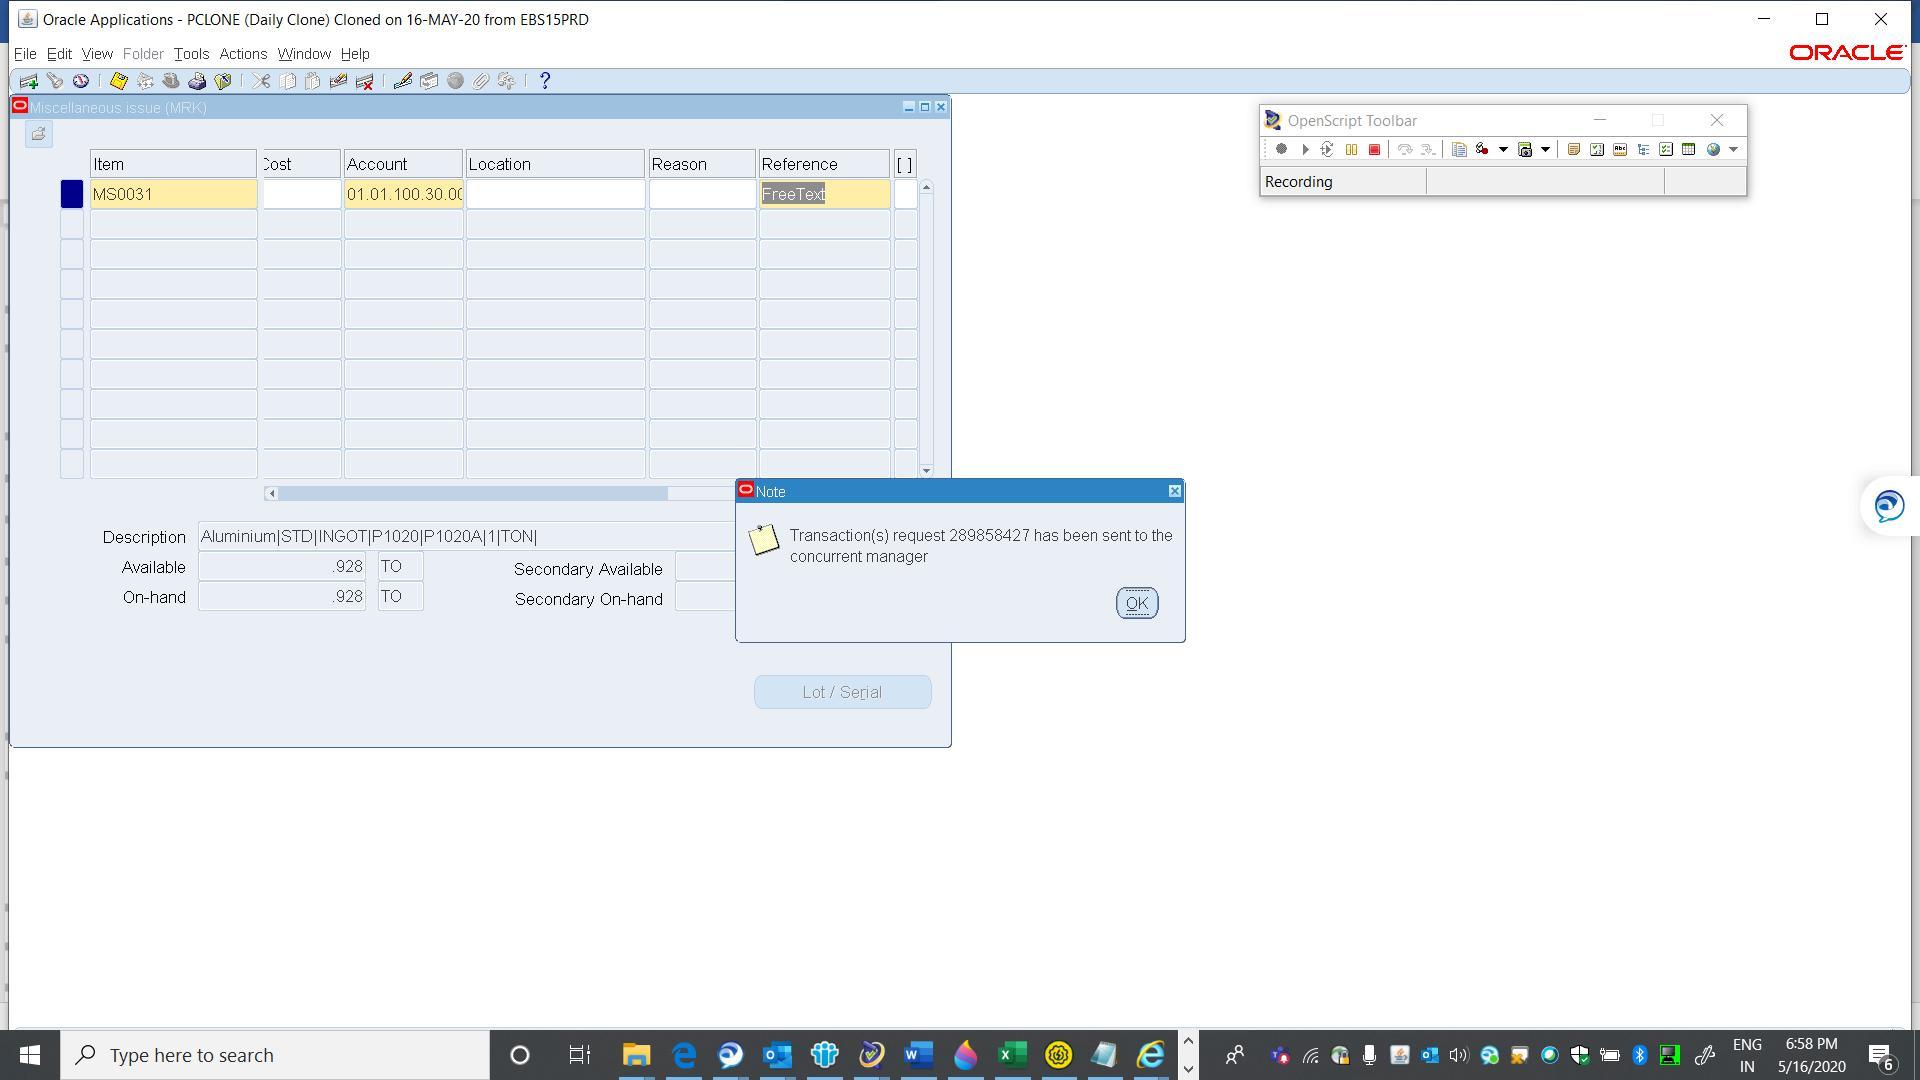 Oracle Applications - PCLONE (Daily Clone) Cloned on 16-MAY-20 from EBS15PRD
File Edit View Folder Tools Actions Window Help
ORACLE
Miscellaneous issue (MRK)
OpenScript Toolbar
Recording
Item Cost Account Location Reason Reference [ ]
MS0031 01.01.100.30.00 FreeText
Description Aluminium|STD|INGOT|P1020|P1020A|1|TON|
Available .928 TO Secondary Available
On-hand .928 TO Secondary On-hand
Note
Transaction(s) request 289858427 has been sent to the
concurrent manager
OK
Lot / Serial
Type here to search
ENG
IN
6:58 PM
5/16/2020
6